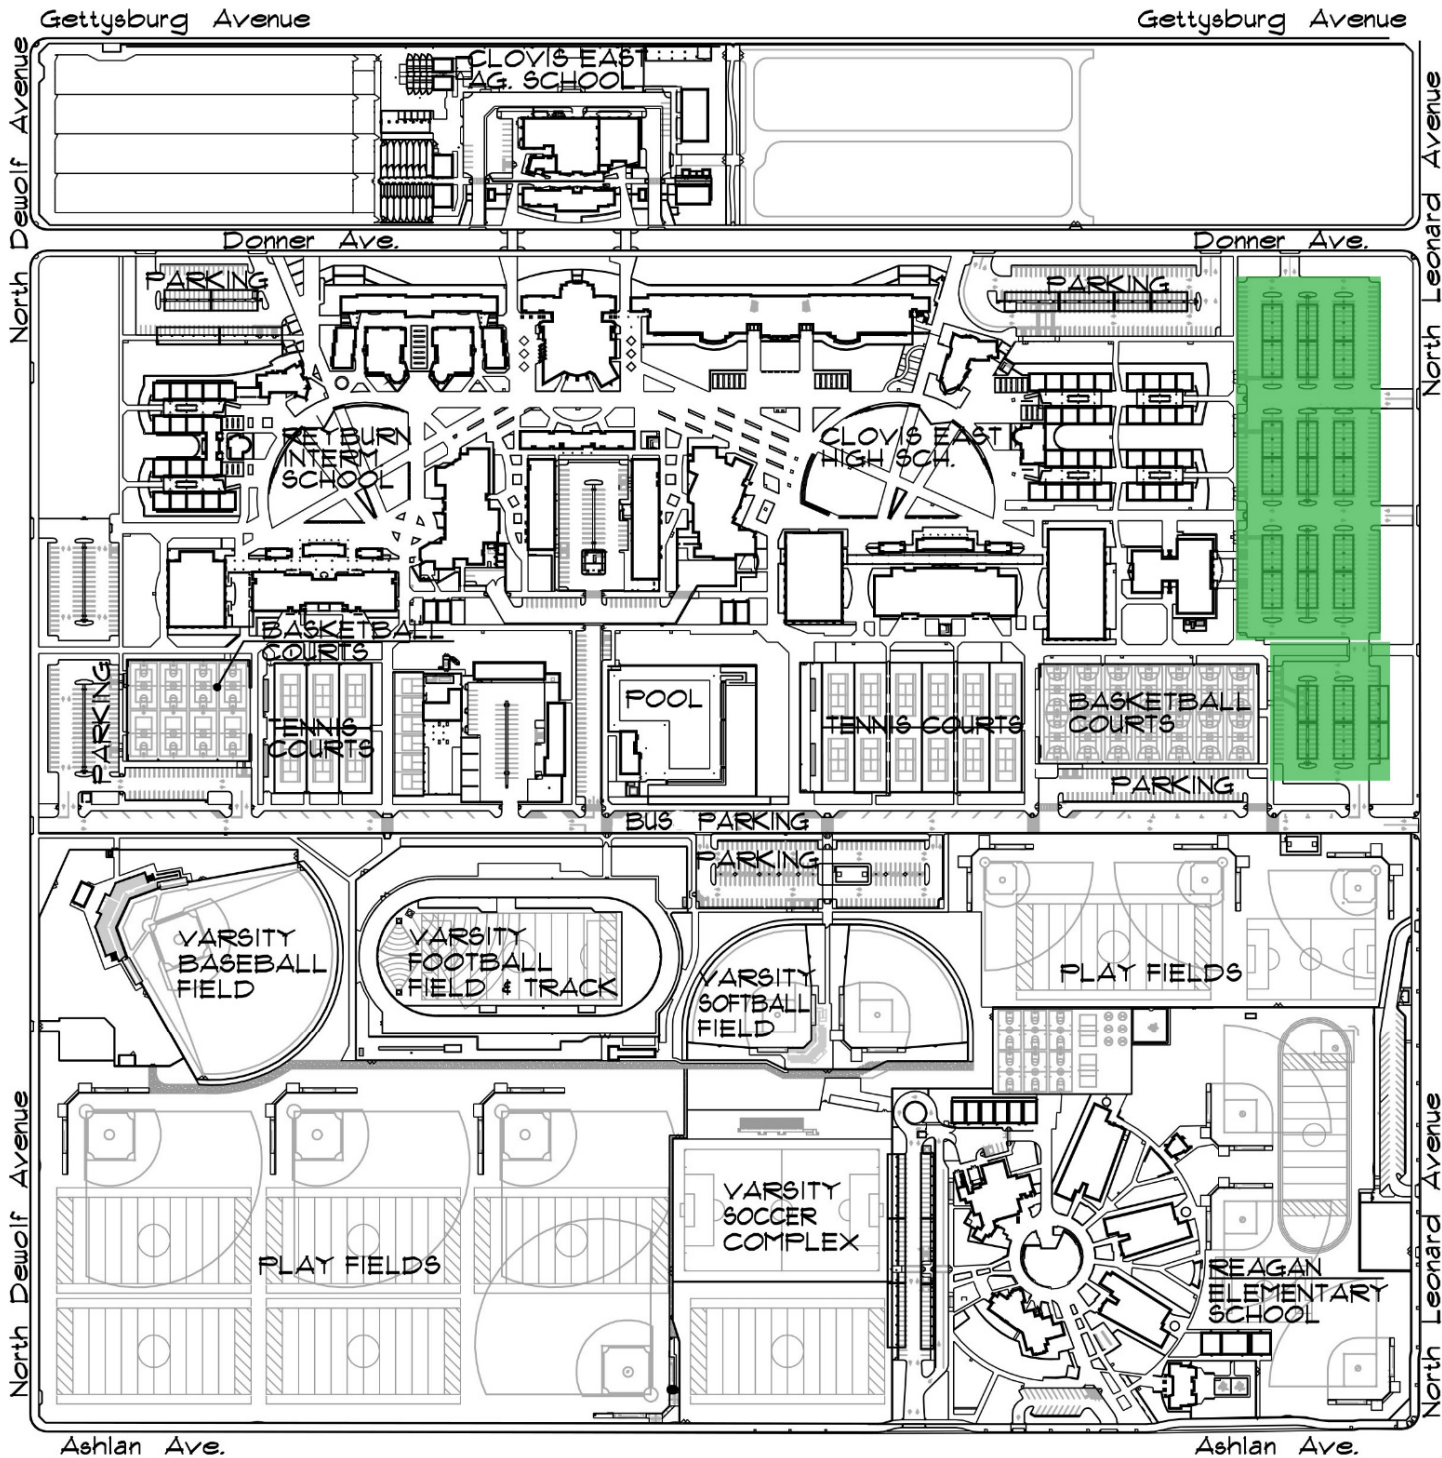 Gettysburg Avenue
Gettysburg Avenue
North Dewolf Avenue
North Leonard Avenue
CLOVIS EAST
AG. SCHOOL
Donner Ave.
Donner Ave.
PARKING
PARKING
REYBURN
INTERM
SCHOOL
CLOVIS EAST
HIGH SCH.
BASKETBALL
COURTS
PARKING
TENNIS
COURTS
POOL
TENNIS COURTS
BASKETBALL
COURTS
PARKING
BUS PARKING
PARKING
VARSITY
BASEBALL
FIELD
VARSITY
FOOTBALL
FIELD & TRACK
VARSITY
SOFTBALL
FIELD
PLAY FIELDS
North Dewolf Avenue
North Leonard Avenue
PLAY FIELDS
VARSITY
SOCCER
COMPLEX
REAGAN
ELEMENTARY
SCHOOL
Ashlan Ave.
Ashlan Ave.